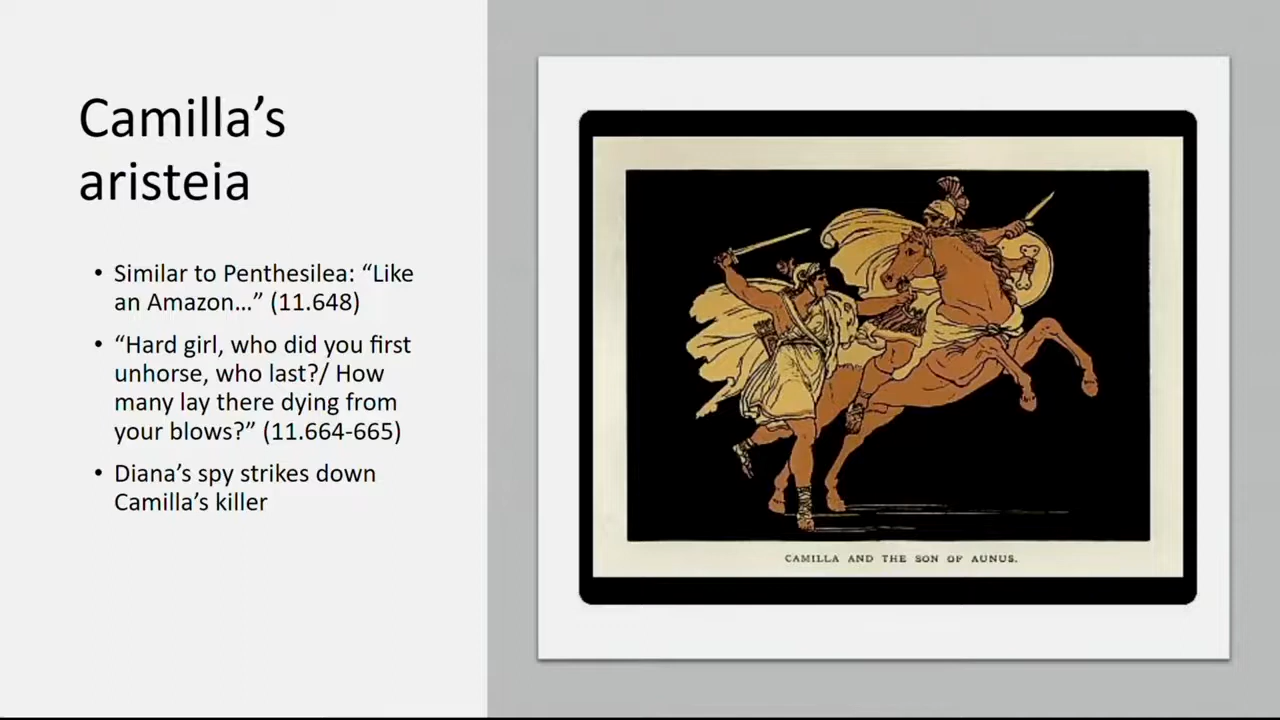 Camilla’s
aristeia
• Similar to Penthesilea: “Like
an Amazon…” (11.648)
• “Hard girl, who did you first
unhorse, who last?/ How
many lay there dying from
your blows?” (11.664-665)
• Diana’s spy strikes down
Camilla’s killer
CAMILLA AND THE SON OF AUNUS.